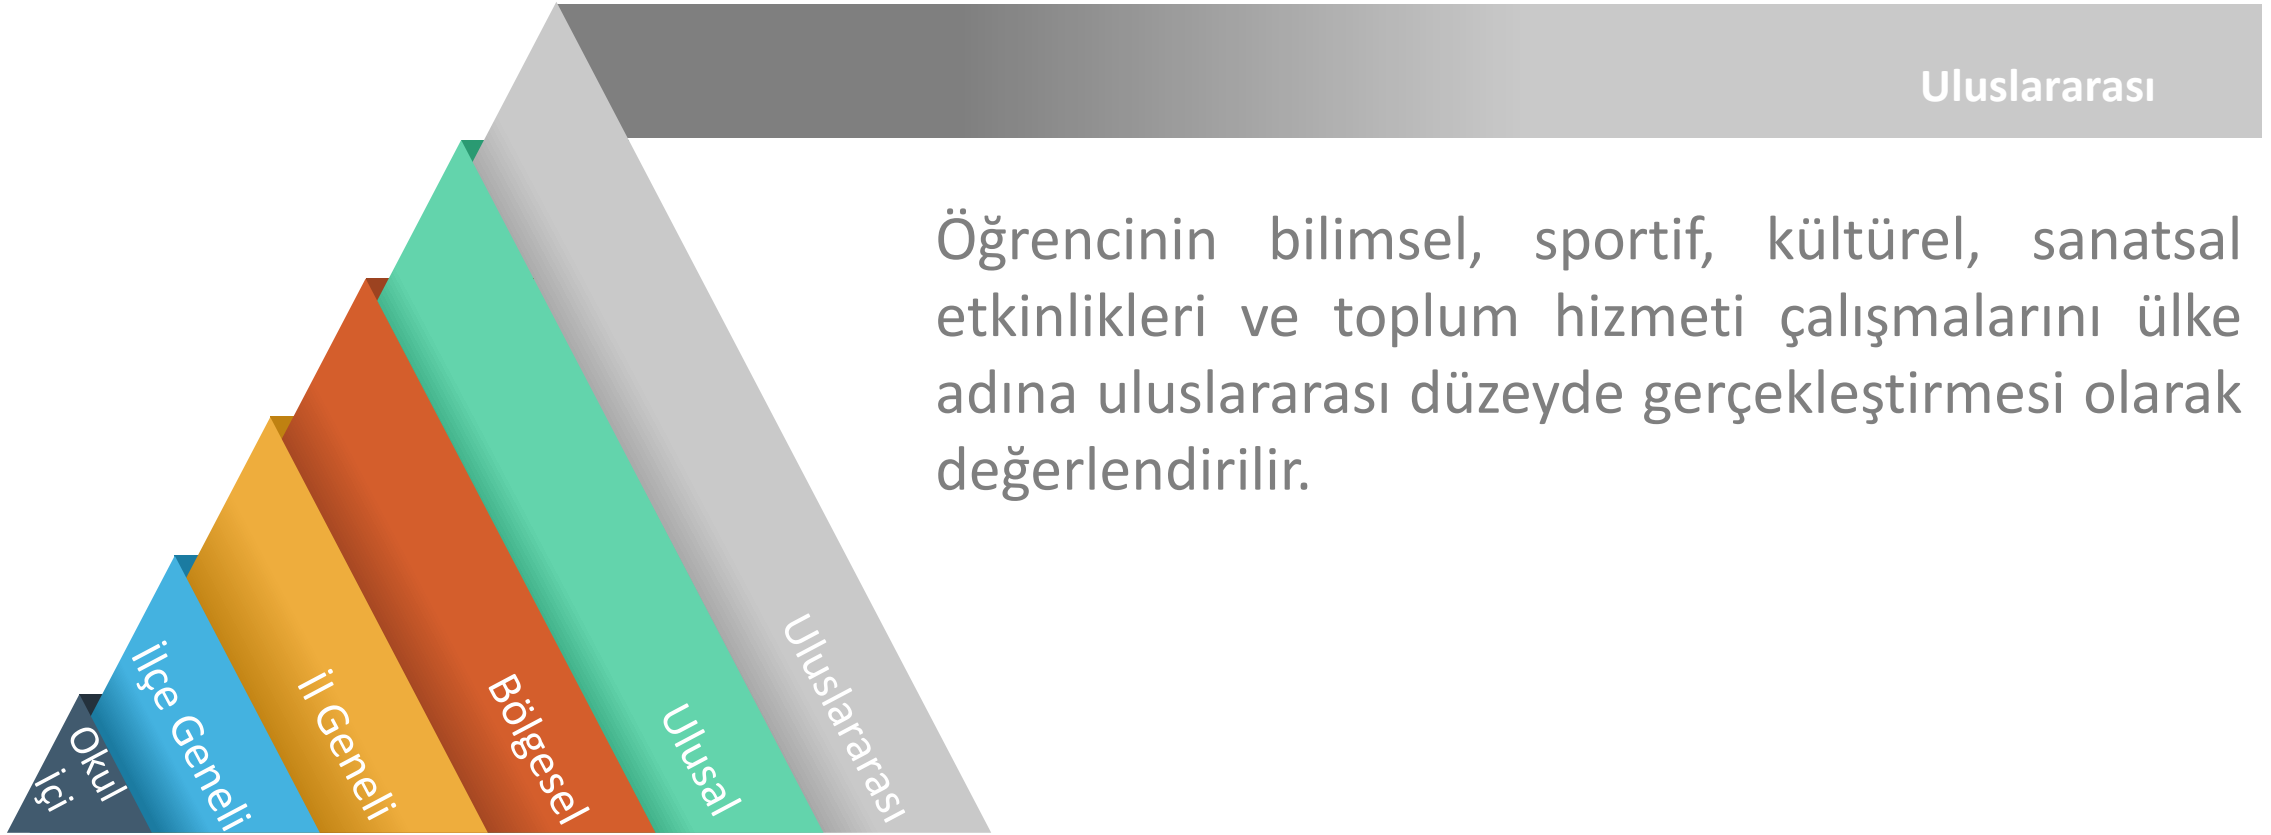 Uluslararası
Öğrencinin bilimsel, sportif, kültürel, sanatsal
etkinlikleri ve toplum hizmeti çalışmalarını ülke
adına uluslararası düzeyde gerçekleştirmesi olarak
değerlendirilir.
Okul
İçi
İlçe Geneli
İl Geneli
Bölgesel
Ulusal
Uluslararası